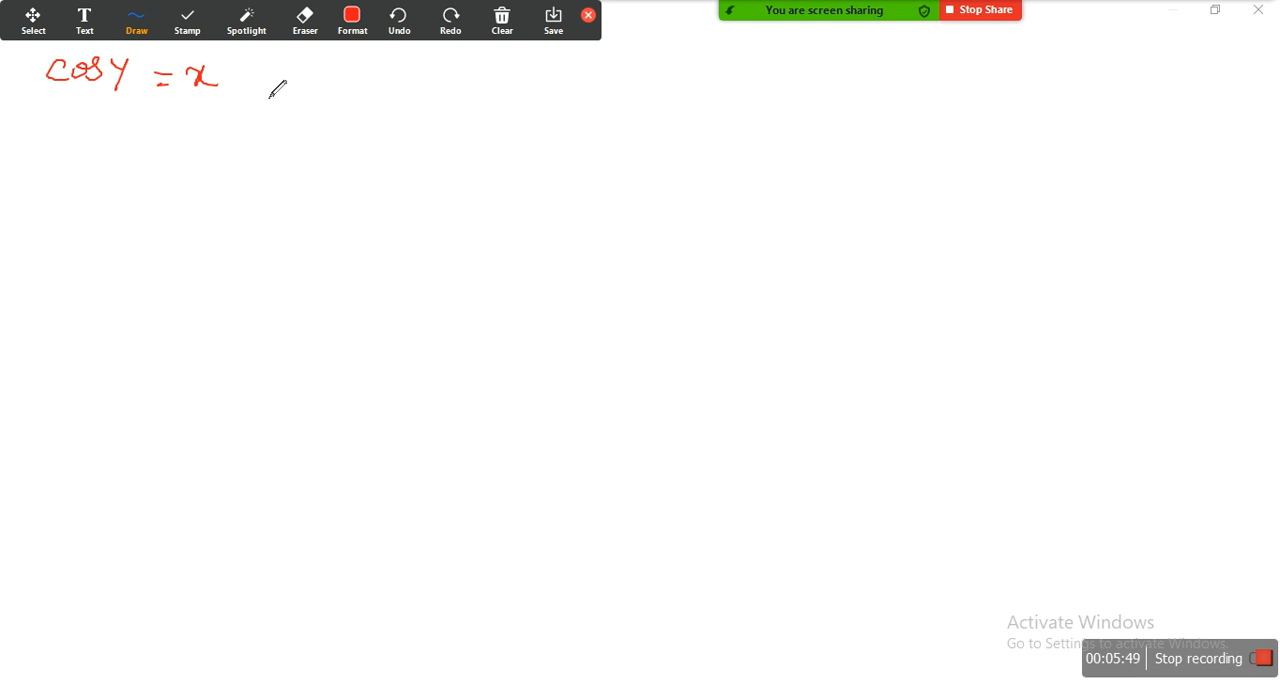 Select Text Draw Stamp Spotlight Eraser Format Undo Redo Clear Save
You are screen sharing Stop Share
cos y = x
Activate Windows
Go to Settings to activate Windows.
00:05:49 Stop recording